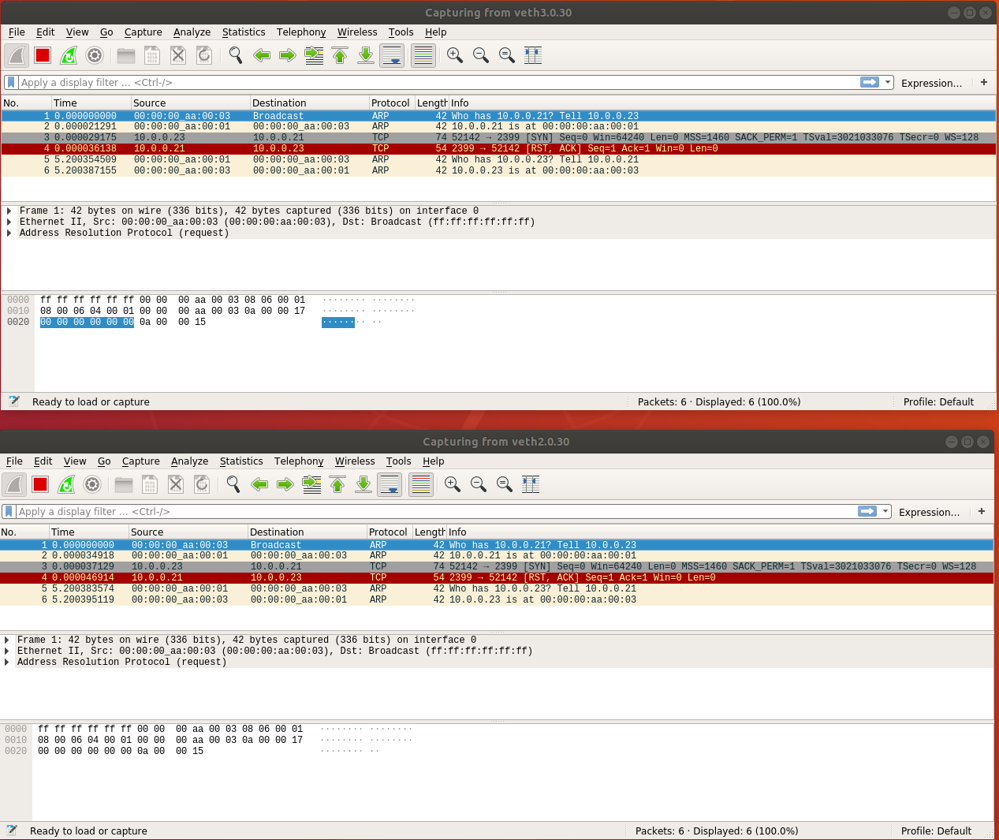 Capturing from veth3.0.30
File Edit View Go Capture Analyze Statistics Telephony Wireless Tools Help
Apply a display filter ... <Ctrl-/> Expression... +
No. Time Source Destination Protocol Length Info
1 0.000000000 00:00:00_aa:00:03 Broadcast ARP 42 Who has 10.0.0.21? Tell 10.0.0.23
2 0.000021291 00:00:00_aa:00:01 00:00:00_aa:00:03 ARP 42 10.0.0.21 is at 00:00:00:aa:00:01
3 0.000029175 10.0.0.23 10.0.0.21 TCP 74 52142 → 2399 [SYN] Seq=0 Win=64240 Len=0 MSS=1460 SACK_PERM=1 TSval=3021033076 TSecr=0 WS=128
4 0.000036138 10.0.0.21 10.0.0.23 TCP 54 2399 → 52142 [RST, ACK] Seq=1 Ack=1 Win=0 Len=0
5 5.200354509 00:00:00_aa:00:01 00:00:00_aa:00:03 ARP 42 Who has 10.0.0.23? Tell 10.0.0.21
6 5.200387155 00:00:00_aa:00:03 00:00:00_aa:00:01 ARP 42 10.0.0.23 is at 00:00:00:aa:00:03
Frame 1: 42 bytes on wire (336 bits), 42 bytes captured (336 bits) on interface 0
Ethernet II, Src: 00:00:00_aa:00:03 (00:00:00:aa:00:03), Dst: Broadcast (ff:ff:ff:ff:ff:ff)
Address Resolution Protocol (request)
0000 ff ff ff ff ff ff 00 00 00 aa 00 03 08 06 00 01 ········ ········
0010 08 00 06 04 00 01 00 00 00 aa 00 03 0a 00 00 17 ········ ········
0020 00 00 00 00 00 00 0a 00 00 15 ········ ··
Ready to load or capture Packets: 6 · Displayed: 6 (100.0%) Profile: Default
Capturing from veth2.0.30
File Edit View Go Capture Analyze Statistics Telephony Wireless Tools Help
Apply a display filter ... <Ctrl-/> Expression... +
No. Time Source Destination Protocol Length Info
1 0.000000000 00:00:00_aa:00:03 Broadcast ARP 42 Who has 10.0.0.21? Tell 10.0.0.23
2 0.000034918 00:00:00_aa:00:01 00:00:00_aa:00:03 ARP 42 10.0.0.21 is at 00:00:00:aa:00:01
3 0.000037129 10.0.0.23 10.0.0.21 TCP 74 52142 → 2399 [SYN] Seq=0 Win=64240 Len=0 MSS=1460 SACK_PERM=1 TSval=3021033076 TSecr=0 WS=128
4 0.000046914 10.0.0.21 10.0.0.23 TCP 54 2399 → 52142 [RST, ACK] Seq=1 Ack=1 Win=0 Len=0
5 5.200383574 00:00:00_aa:00:01 00:00:00_aa:00:03 ARP 42 Who has 10.0.0.23? Tell 10.0.0.21
6 5.200395119 00:00:00_aa:00:03 00:00:00_aa:00:01 ARP 42 10.0.0.23 is at 00:00:00:aa:00:03
Frame 1: 42 bytes on wire (336 bits), 42 bytes captured (336 bits) on interface 0
Ethernet II, Src: 00:00:00_aa:00:03 (00:00:00:aa:00:03), Dst: Broadcast (ff:ff:ff:ff:ff:ff)
Address Resolution Protocol (request)
0000 ff ff ff ff ff ff 00 00 00 aa 00 03 08 06 00 01 ········ ········
0010 08 00 06 04 00 01 00 00 00 aa 00 03 0a 00 00 17 ········ ········
0020 00 00 00 00 00 00 0a 00 00 15 ········ ··
Ready to load or capture Packets: 6 · Displayed: 6 (100.0%) Profile: Default